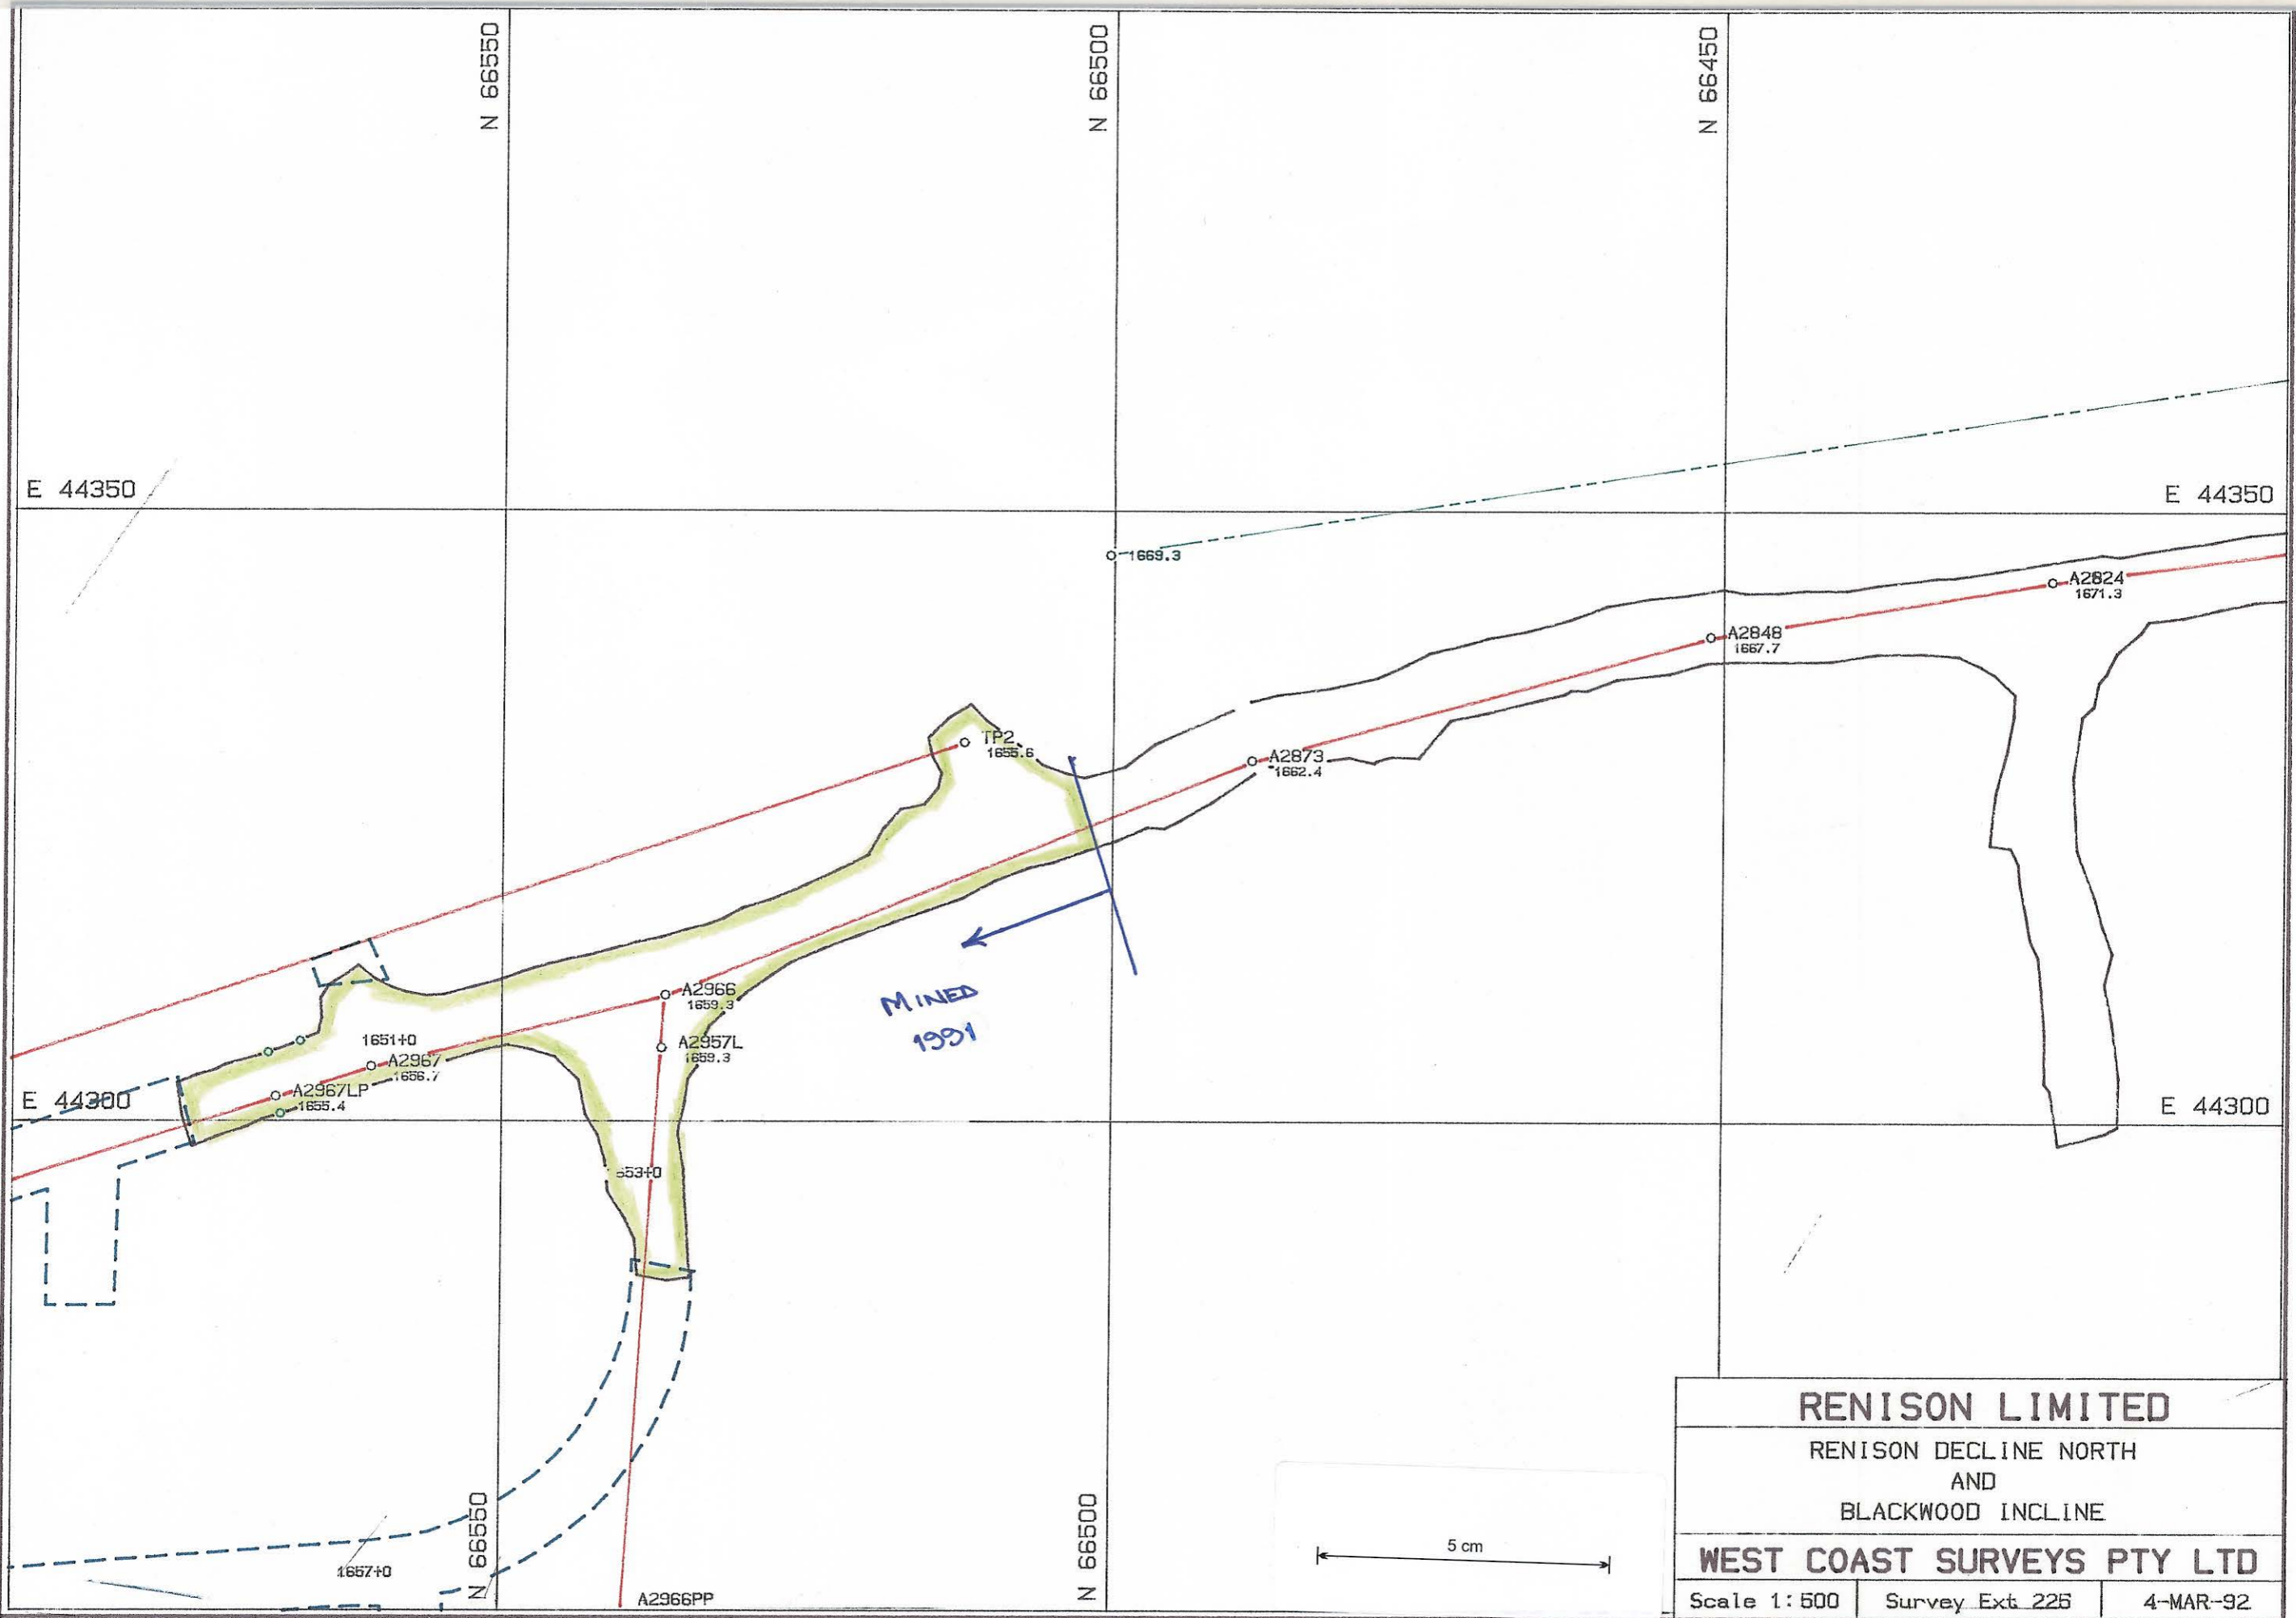 N 66550
N 66500
N 66450
E 44350
E 44350
1669.3
A2824
1671.3
A2848
1667.7
TP2
1655.6
A2873
1662.4
A2966
1659.3
MINED
1991
1651+0
A2957L
1659.3
A2967
1656.7
A2967LP
1655.4
E 44300
E 44300
653+0
RENISON LIMITED
RENISON DECLINE NORTH
AND
BLACKWOOD INCLINE
N 66550
N 66500
5 cm
WEST COAST SURVEYS PTY LTD
1657+0
A2966PP
Scale 1:500
Survey Ext 225
4-MAR-92